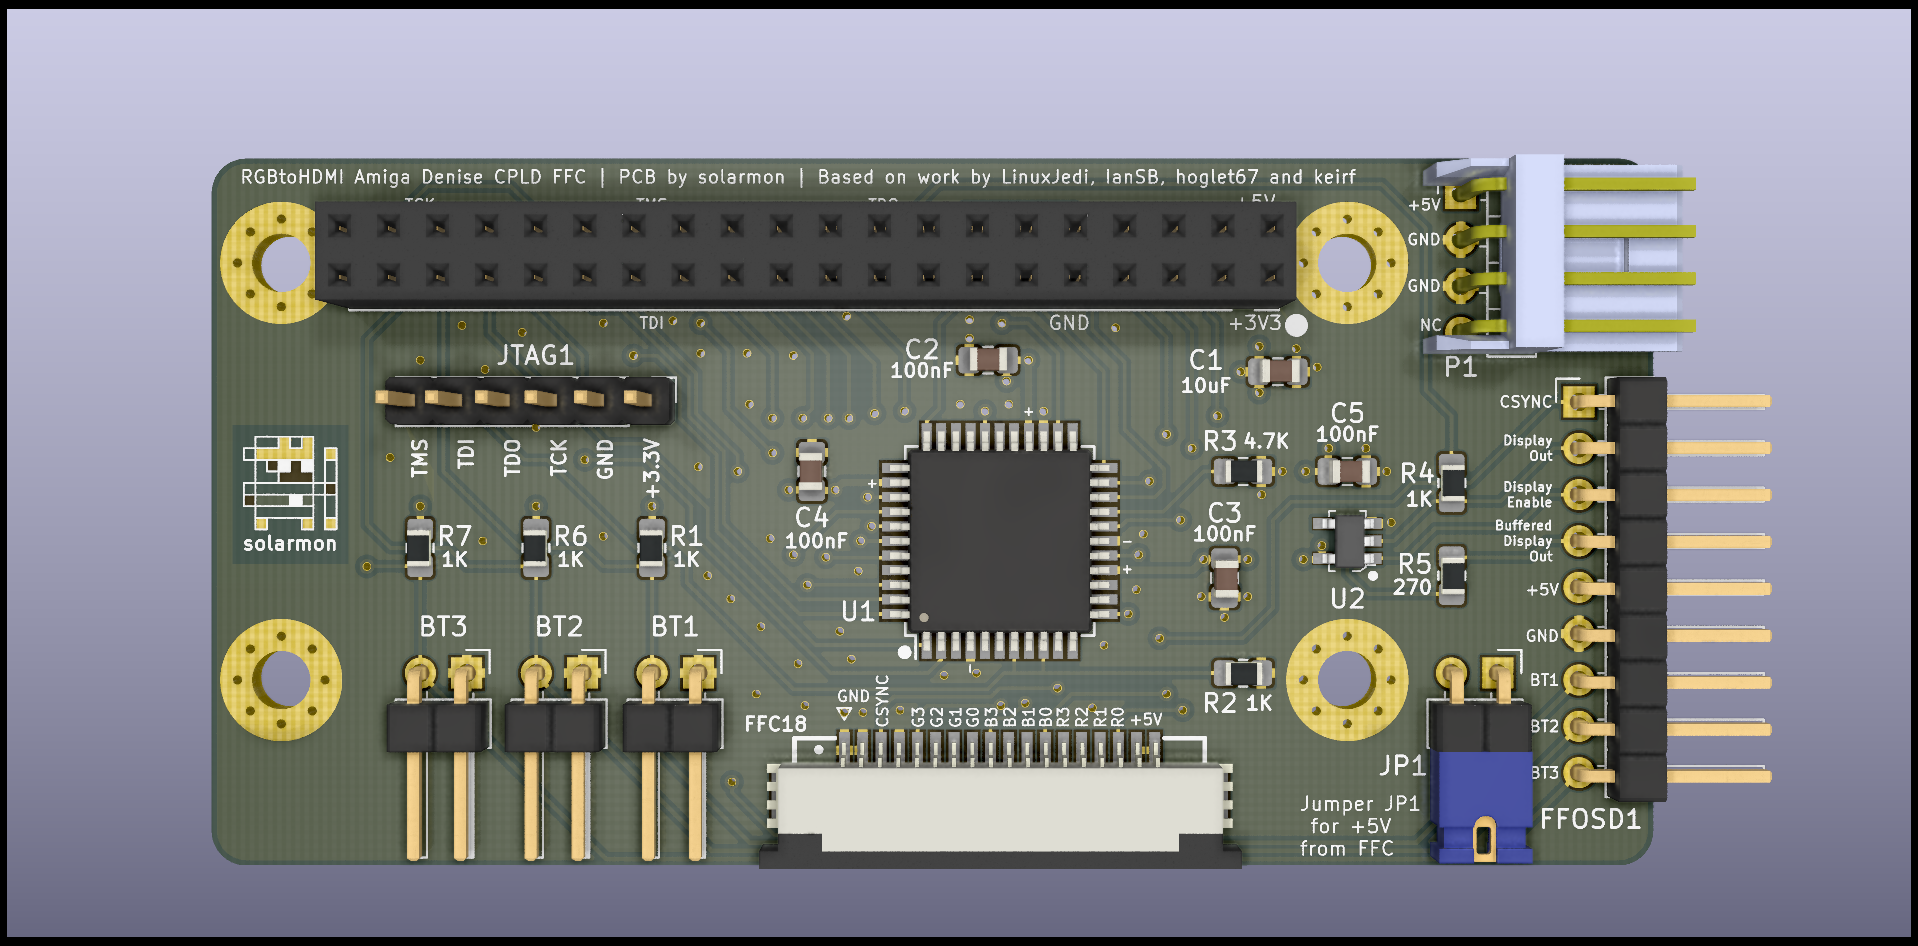 RGBtoHDMI Amiga Denise CPLD FFC | PCB by solarmon | Based on work by LinuxJedi, IanSB, hoglet67 and keirf
+5V
+5V
GND
GND
NC
P1
TDI
GND
+3V3
JTAG1
TMS
TDI
TDO
TCK
GND
+3.3V
C2
100nF
C1
10uF
C5
100nF
R3 4.7K
R4
1K
C4
100nF
C3
100nF
R5
270
U1
U2
solarmon
R7
1K
R6
1K
R1
1K
BT3
BT2
BT1
R2 1K
FFC18
GND
CSYNC
G3
G2
G1
G0
B3
B2
B1
B0
R3
R2
R1
R0
+5V
CSYNC
Display
Out
Display
Enable
Buffered
Display
Out
+5V
GND
BT1
BT2
BT3
FFOSD1
JP1
Jumper JP1
for +5V
from FFC